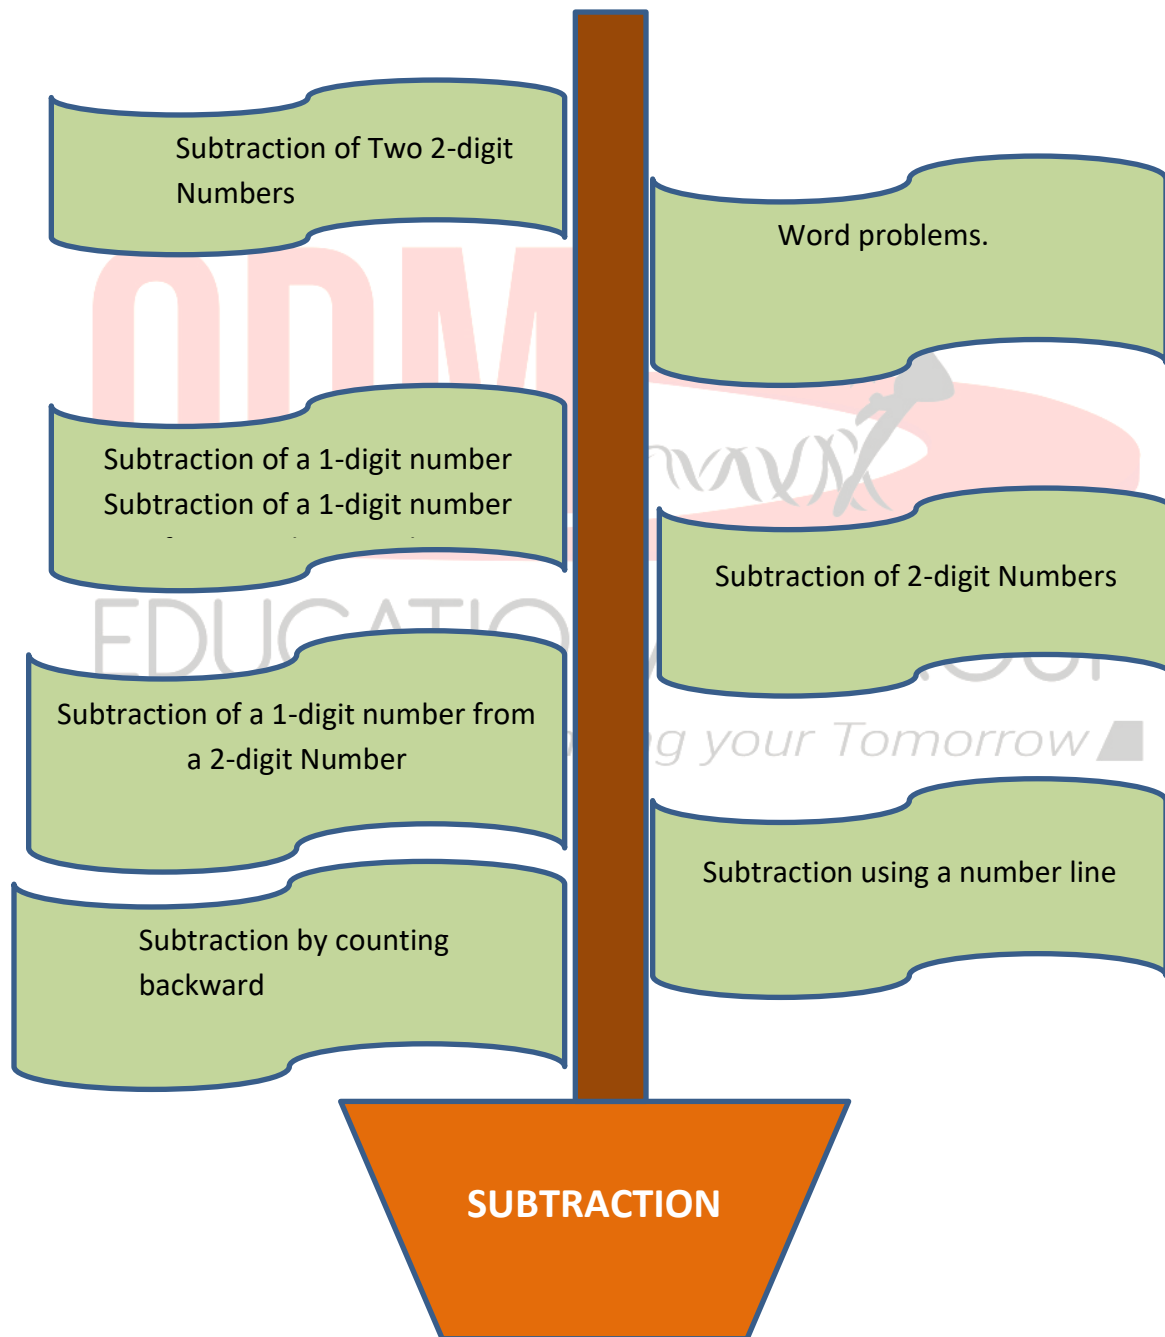 Subtraction of Two 2-digit
Numbers
Word problems.
Subtraction of a 1-digit number
Subtraction of a 1-digit number
Subtraction of 2-digit Numbers
Subtraction of a 1-digit number from
a 2-digit Number
your Tomorrow
Subtraction using a number line
Subtraction by counting
backward
SUBTRACTION